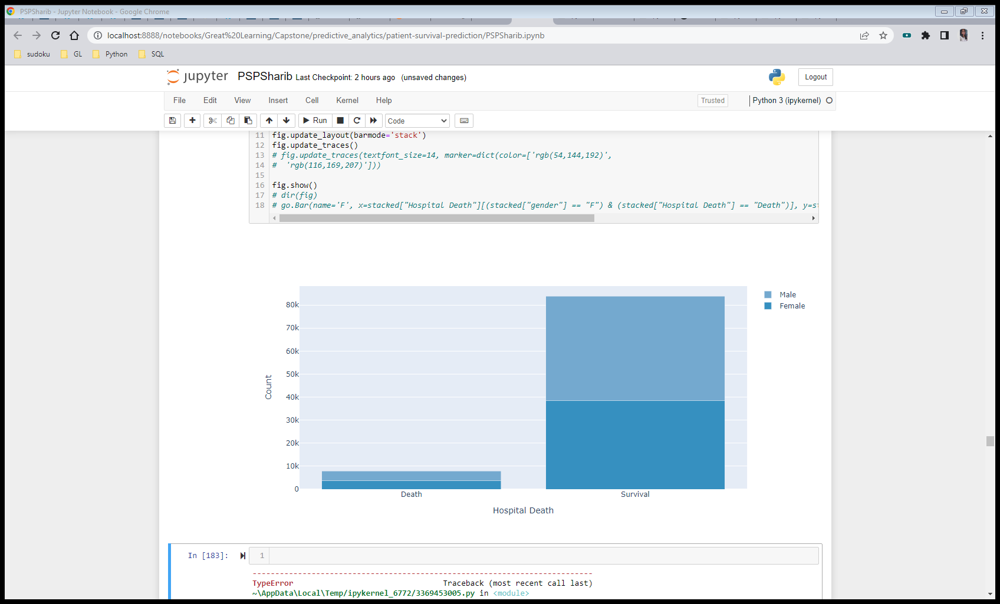 PSPSharib - Jupyter Notebook - Google Chrome
localhost:8888/notebooks/Great%20Learning/Capstone/predictive_analytics/patient-survival-prediction/PSPSharib.ipynb
sudoku GL Python SQL
jupyter PSPSharib Last Checkpoint: 2 hours ago (unsaved changes) Logout
File Edit View Insert Cell Kernel Help Trusted Python 3 (ipykernel)
Run Code
11 fig.update_layout(barmode='stack')
12 fig.update_traces()
13 # fig.update_traces(textfont_size=14, marker=dict(color=['rgb(54,144,192)',
14 #  'rgb(116,169,207)']))
15
16 fig.show()
17 # dir(fig)
18 # go.Bar(name='F', x=stacked["Hospital Death"][(stacked["gender"] == "F") & (stacked["Hospital Death"] == "Death")], y=st
Male
Female
80k
70k
60k
50k
40k
30k
20k
10k
0
Count
Death Survival
Hospital Death
In [183]: 1
---------------------------------------------------------------------------
TypeError Traceback (most recent call last)
~\AppData\Local\Temp/ipykernel_6772/3369453005.py in <module>